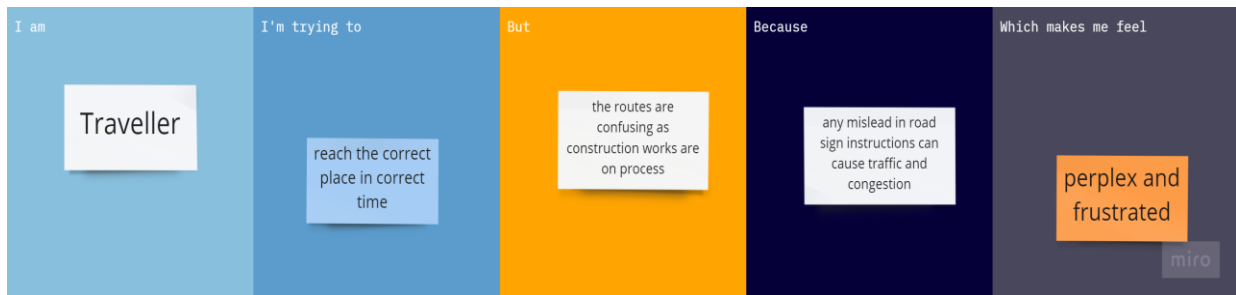 I am
Traveller
I'm trying to
reach the correct
place in correct
time
But
the routes are
confusing as
construction works are
on process
Because
any mislead in road
sign instructions can
cause traffic and
congestion
Which makes me feel
perplex and
frustrated
miro